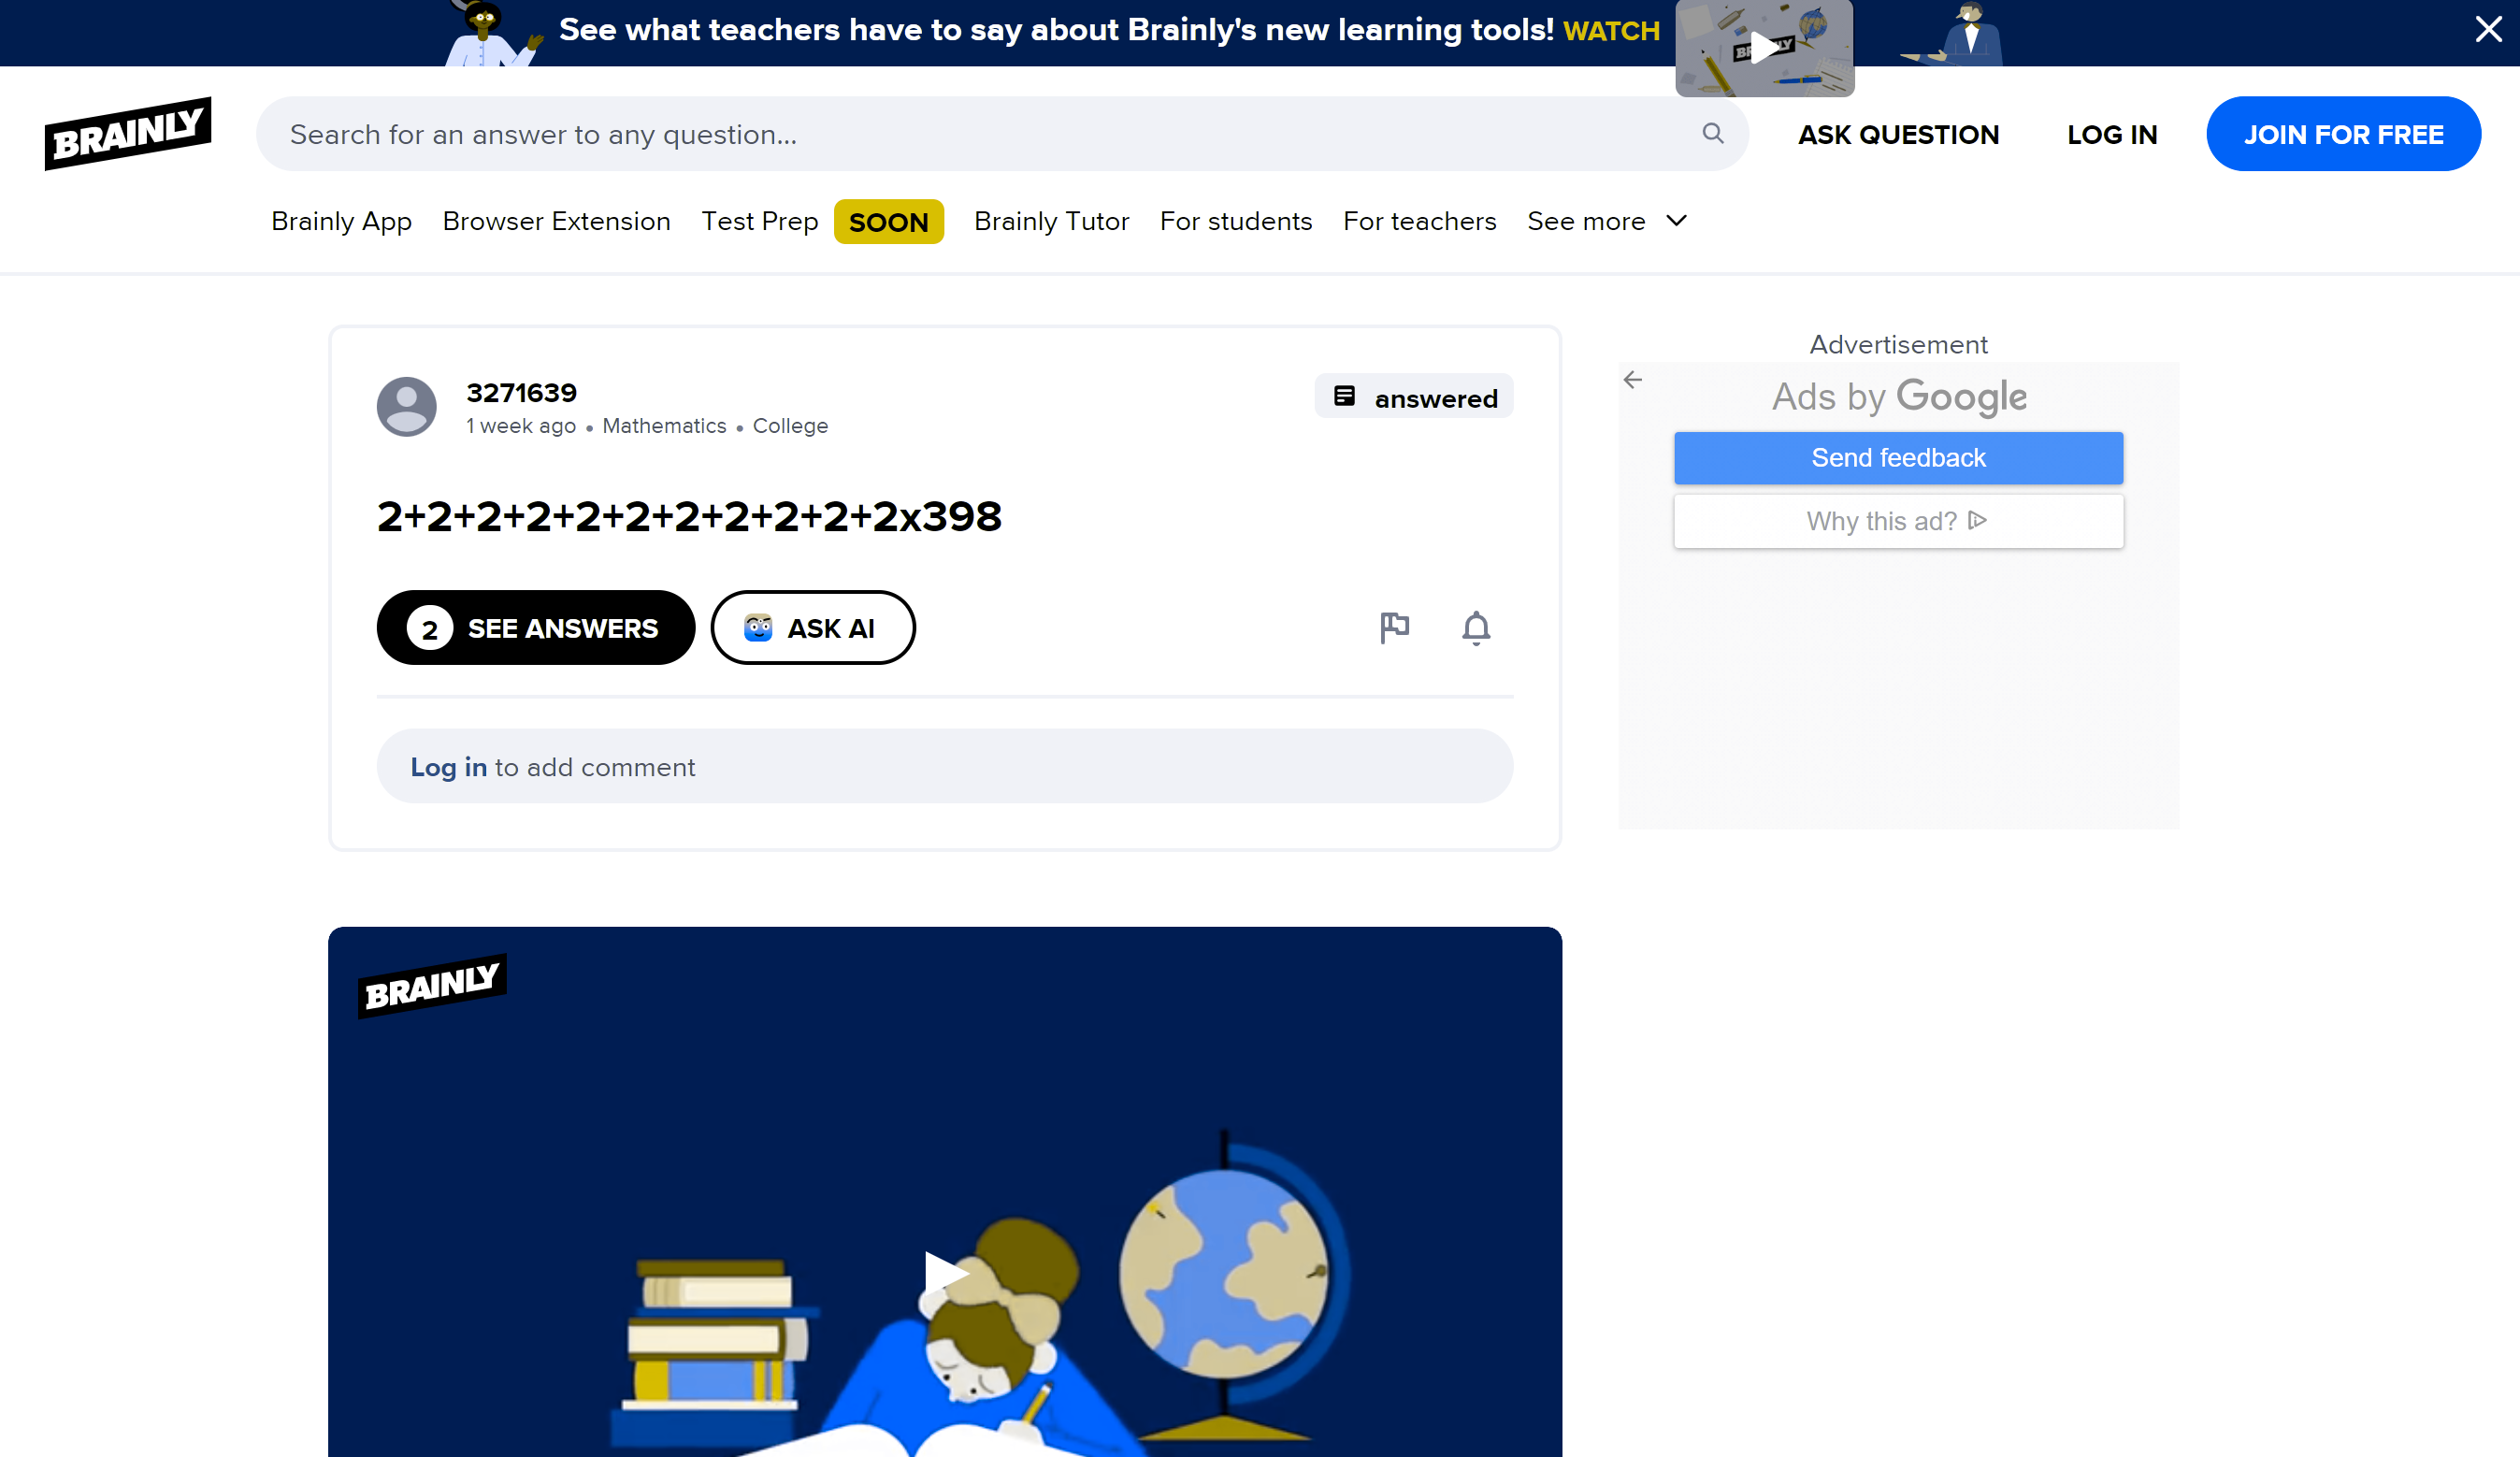 See what teachers have to say about Brainly's new learning tools! WATCH
BRAINLY
BRAINLY
Search for an answer to any question...
ASK QUESTION
LOG IN
JOIN FOR FREE
Brainly App Browser Extension Test Prep SOON Brainly Tutor For students For teachers See more
3271639
1 week ago • Mathematics • College
answered
2+2+2+2+2+2+2+2+2+2+2x398
2 SEE ANSWERS
ASK AI
Log in to add comment
Advertisement
Ads by Google
Send feedback
Why this ad?
BRAINLY